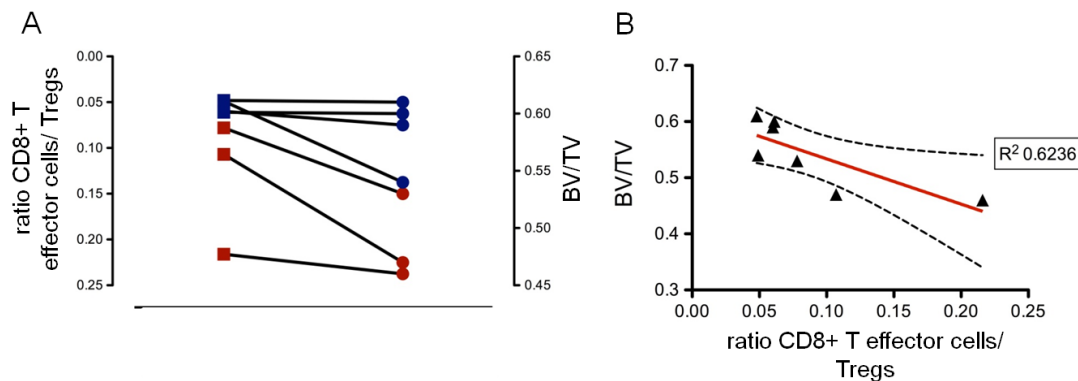 A
ratio CD8+ T
effector cells/ Tregs
0.00
0.05
0.10
0.15
0.20
0.25
0.65
0.60
0.55
0.50
0.45
BV/TV
B
BV/TV
0.7
0.6
0.5
0.4
0.3
0.00
0.05
0.10
0.15
0.20
0.25
R² 0.6236
ratio CD8+ T effector cells/
Tregs